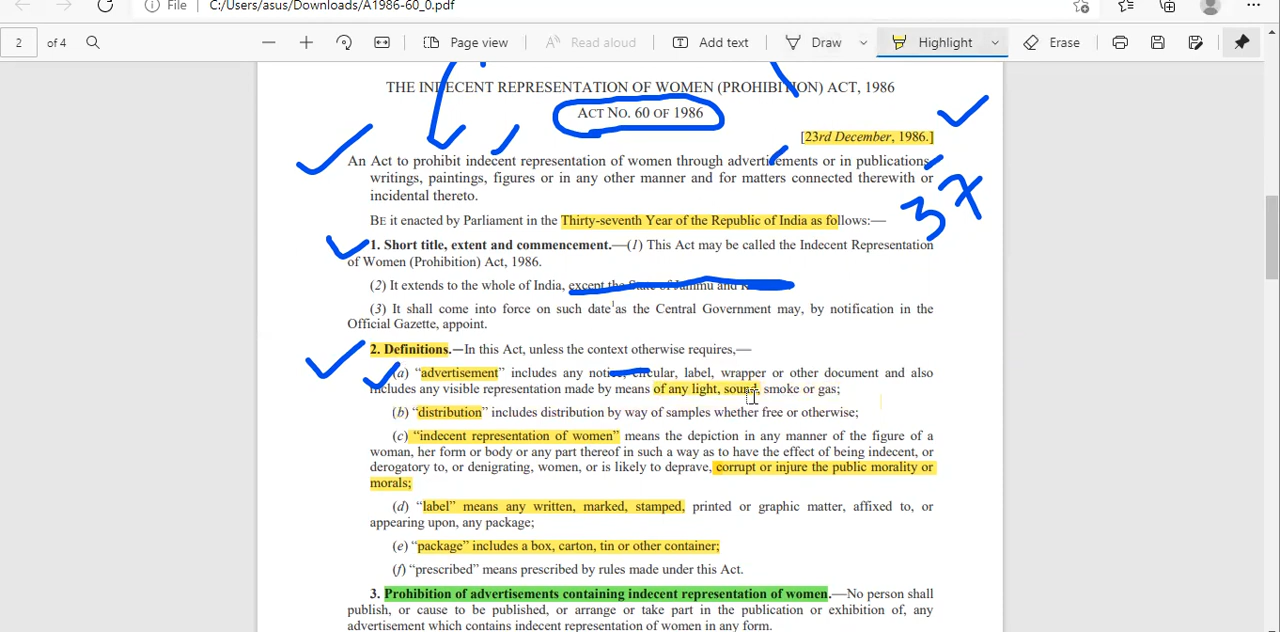 File C:/Users/asus/Downloads/A1986-60_0.pdf
2 of 4 Page view Read aloud Add text Draw Highlight Erase
THE INDECENT REPRESENTATION OF WOMEN (PROHIBITION) ACT, 1986
ACT NO. 60 OF 1986
[23rd December, 1986.]
An Act to prohibit indecent representation of women through advertisements or in publications,
writings, paintings, figures or in any other manner and for matters connected therewith or
incidental thereto.
37
BE it enacted by Parliament in the Thirty-seventh Year of the Republic of India as follows:—
1. Short title, extent and commencement.—(1) This Act may be called the Indecent Representation
of Women (Prohibition) Act, 1986.
(2) It extends to the whole of India, except the State of Jammu and
(3) It shall come into force on such date1 as the Central Government may, by notification in the
Official Gazette, appoint.
2. Definitions.—In this Act, unless the context otherwise requires,—
(a) “advertisement” includes any notice, circular, label, wrapper or other document and also
includes any visible representation made by means of any light, sound, smoke or gas;
(b) “distribution” includes distribution by way of samples whether free or otherwise;
(c) “indecent representation of women” means the depiction in any manner of the figure of a
woman, her form or body or any part thereof in such a way as to have the effect of being indecent, or
derogatory to, or denigrating, women, or is likely to deprave, corrupt or injure the public morality or
morals;
(d) “label” means any written, marked, stamped, printed or graphic matter, affixed to, or
appearing upon, any package;
(e) “package” includes a box, carton, tin or other container;
(f) “prescribed” means prescribed by rules made under this Act.
3. Prohibition of advertisements containing indecent representation of women.—No person shall
publish, or cause to be published, or arrange or take part in the publication or exhibition of, any
advertisement which contains indecent representation of women in any form.